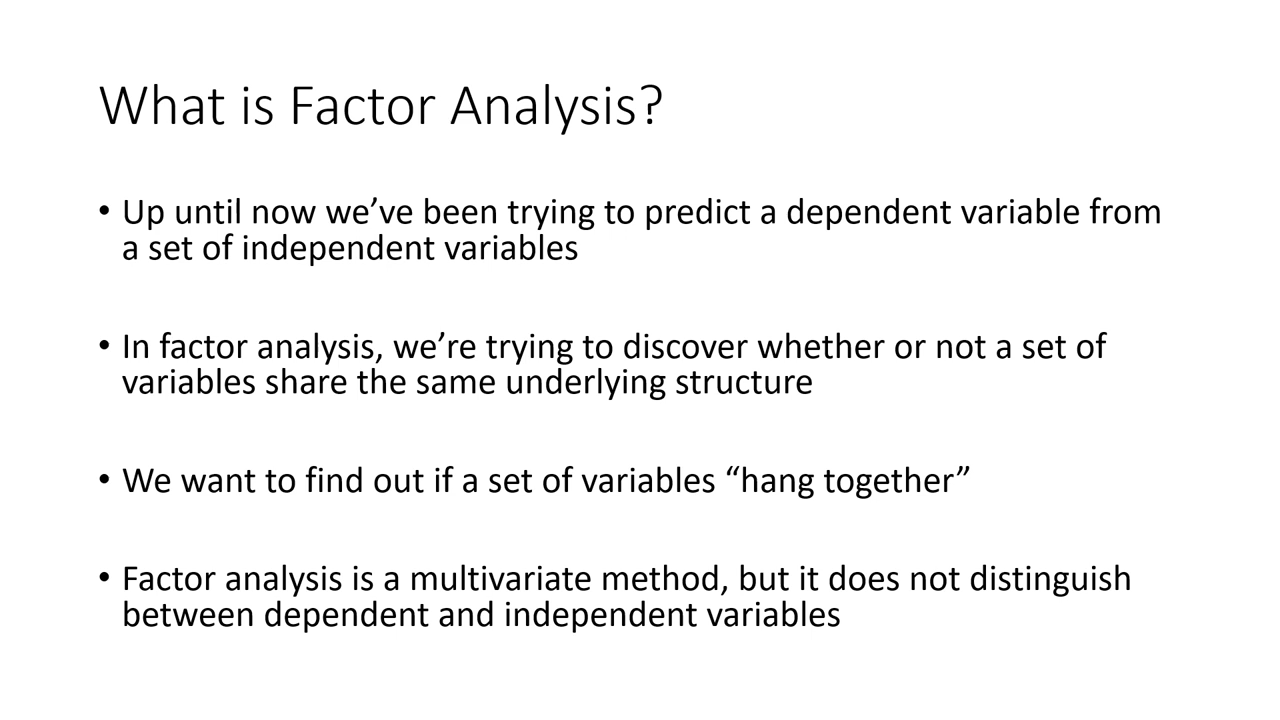 What is Factor Analysis?
• Up until now we’ve been trying to predict a dependent variable from
a set of independent variables
• In factor analysis, we’re trying to discover whether or not a set of
variables share the same underlying structure
• We want to find out if a set of variables “hang together”
• Factor analysis is a multivariate method, but it does not distinguish
between dependent and independent variables